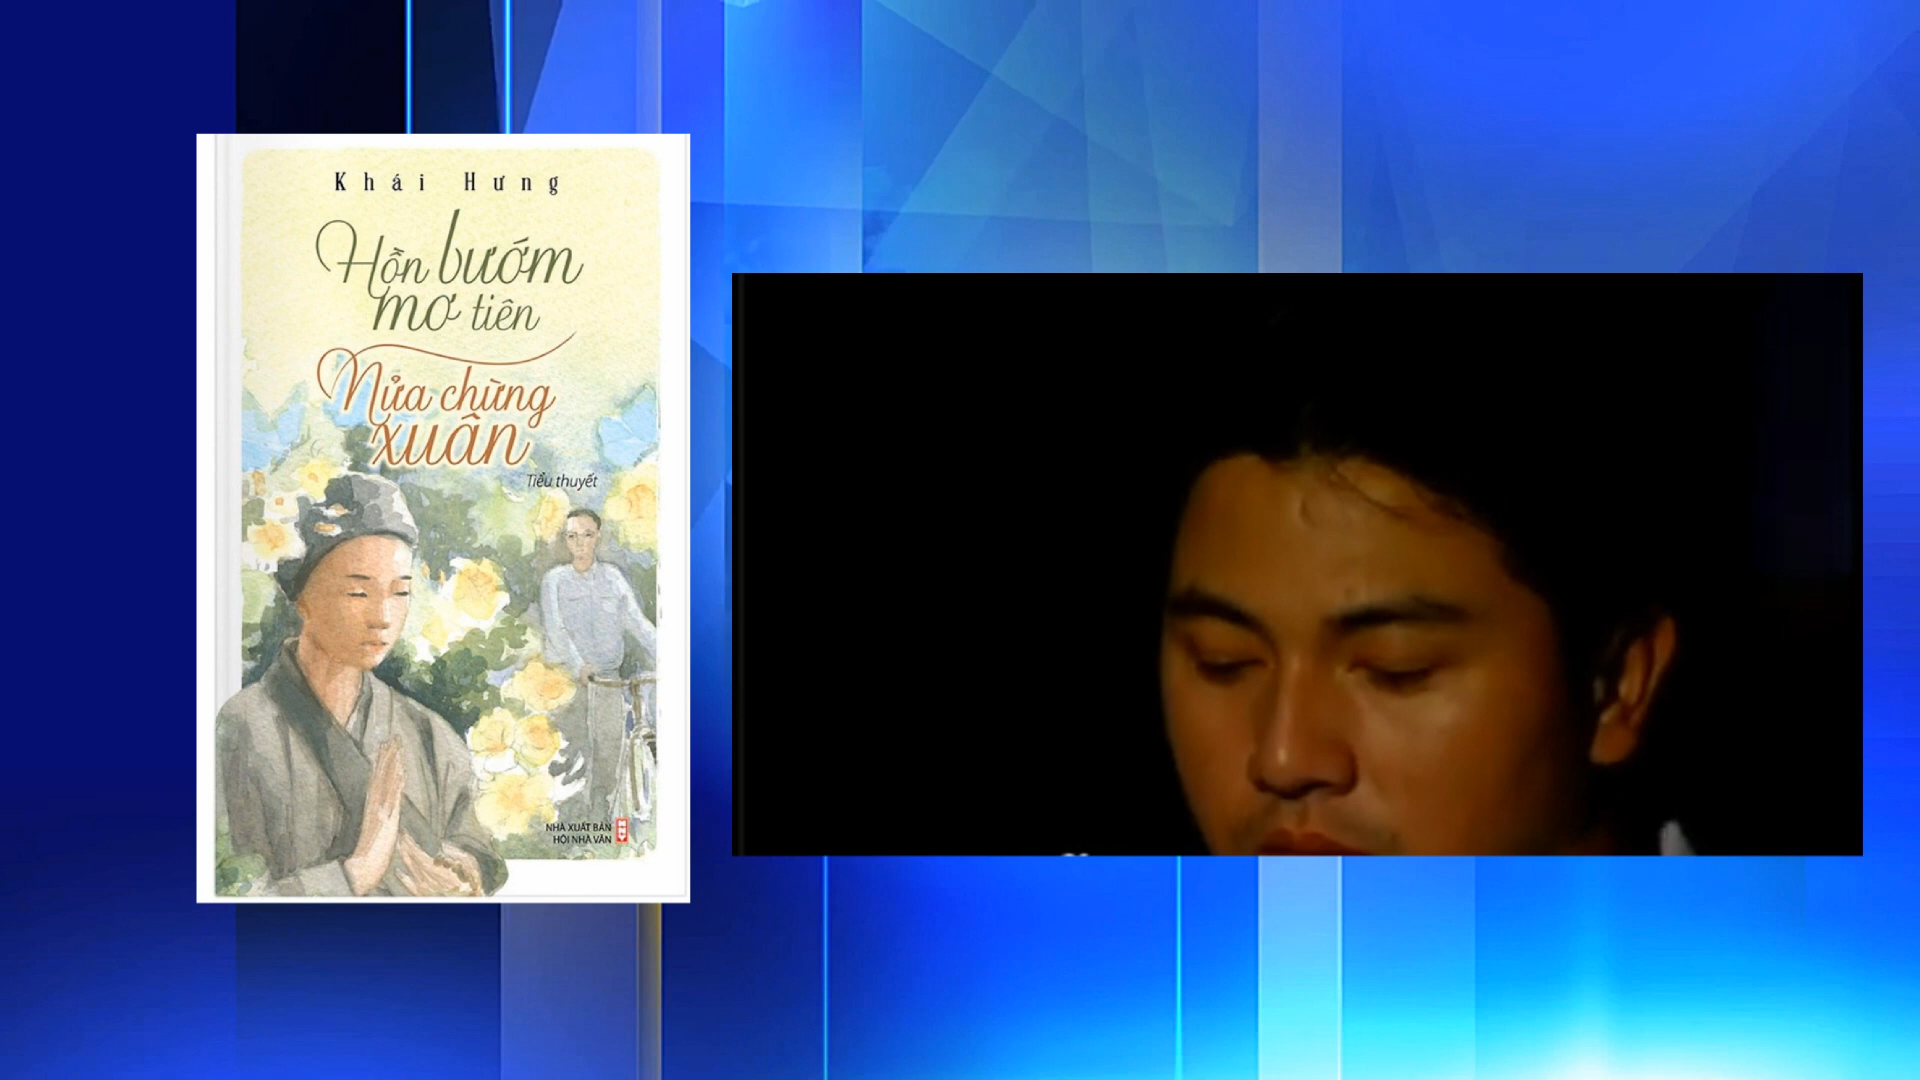 Khái Hưng
Hồn bướm
mơ tiên
Nửa chừng
xuân
Tiểu thuyết
NHÀ XUẤT BẢN
HỘI NHÀ VĂN